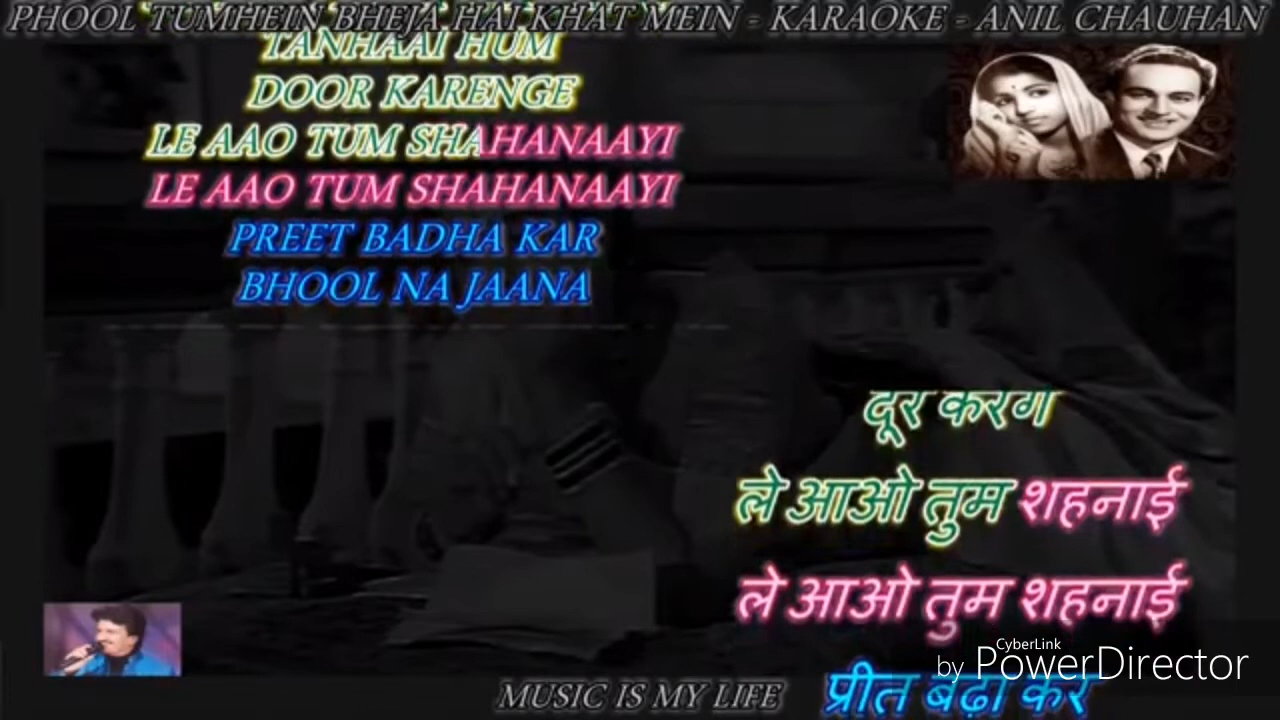 PHOOL TUMHEIN BHEJA HAI KHAT MEIN - KARAOKE - ANIL CHAUHAN
TANHAAI HUM
DOOR KARENGE
LE AAO TUM SHAHANAAYI
LE AAO TUM SHAHANAAYI
PREET BADHA KAR
BHOOL NA JAANA
दूर करेंगे
ले आओ तुम शहनाई
ले आओ तुम शहनाई
प्रीत बढ़ा कर
CyberLink
by PowerDirector
MUSIC IS MY LIFE